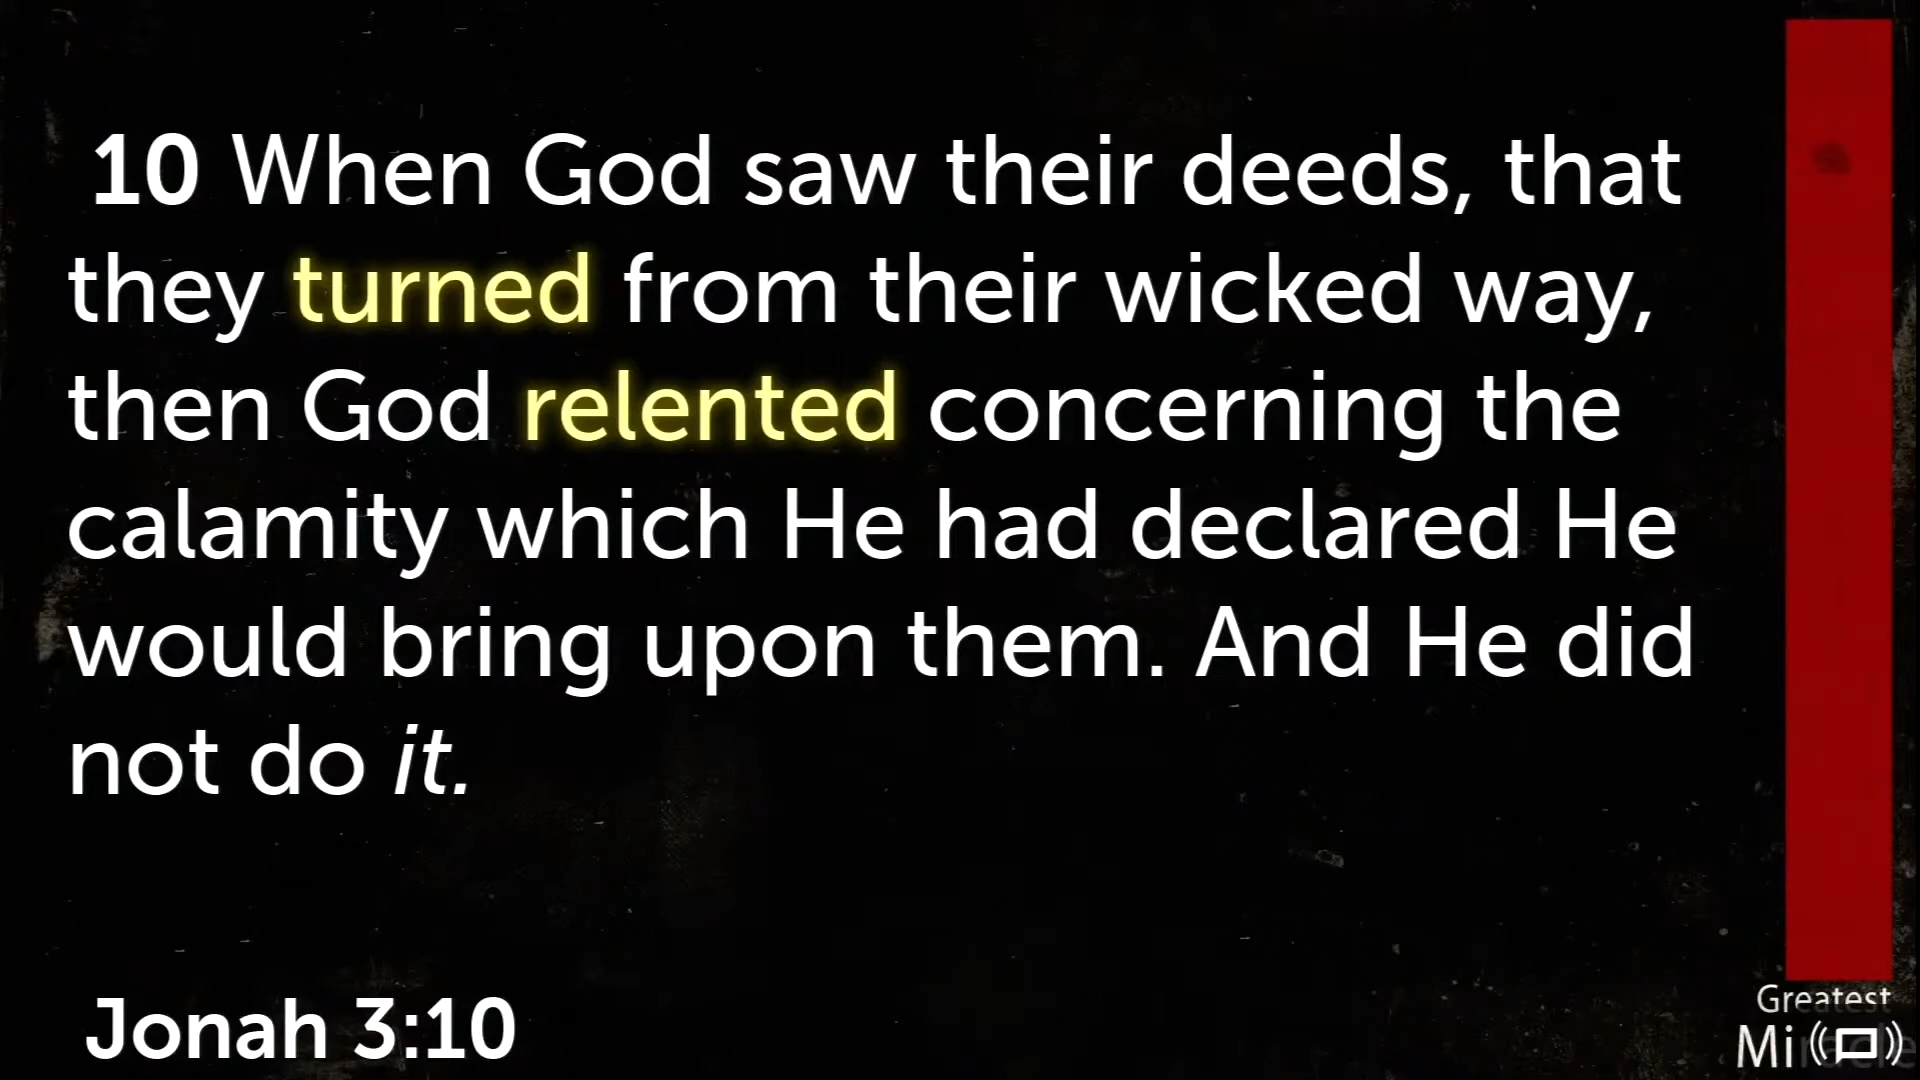 10 When God saw their deeds, that
they turned from their wicked way,
then God relented concerning the
calamity which He had declared He
would bring upon them. And He did
not do it.
Jonah 3:10
Greatest
Miracle